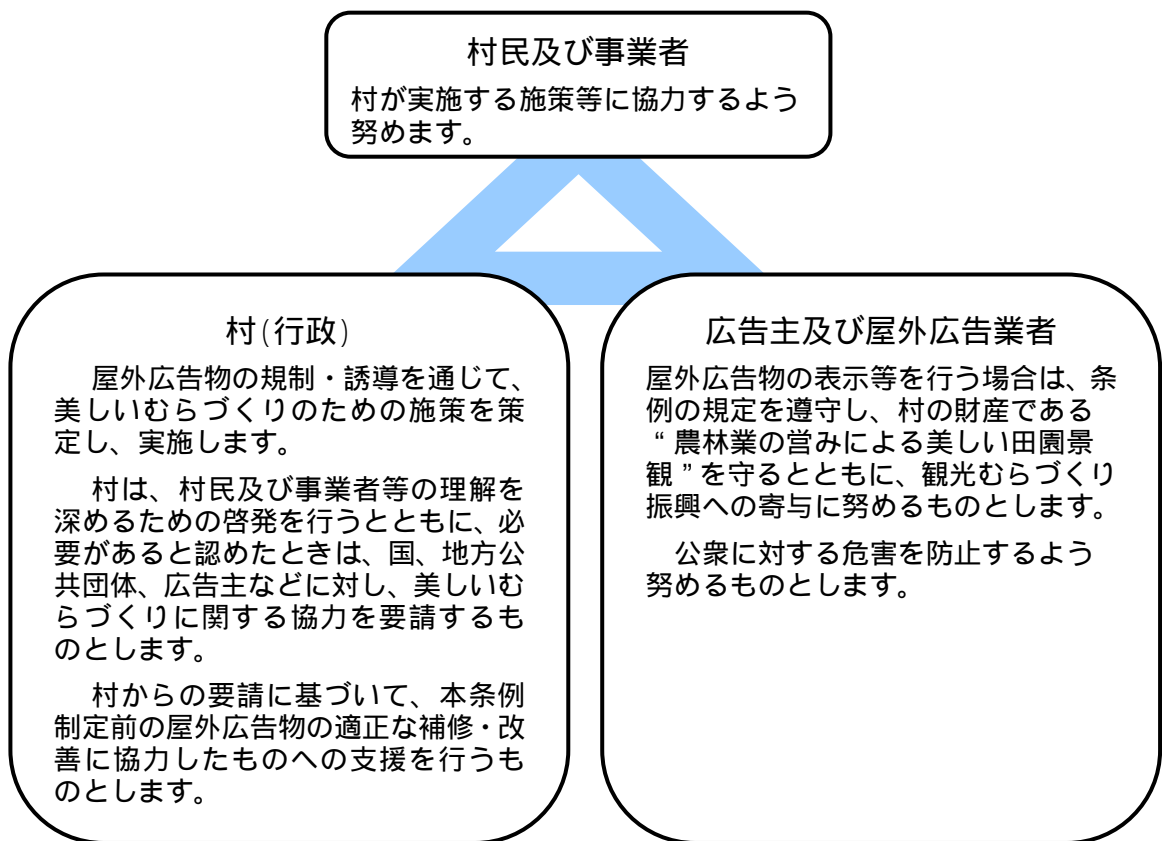 村民及び事業者
村が実施する施策等に協力するよう
努めます。
村(行政)
屋外広告物の規制・誘導を通じて、
美しいむらづくりのための施策を策
定し、実施します。
村は、村民及び事業者等の理解を
深めるための啓発を行うとともに、必
要があると認めたときは、国、地方公
共団体、広告主などに対し、美しいむ
らづくりに関する協力を要請するも
のとします。
村からの要請に基づいて、本条例
制定前の屋外広告物の適正な補修・改
善に協力したものへの支援を行うも
のとします。
広告主及び屋外広告業者
屋外広告物の表示等を行う場合は、条
例の規定を遵守し、村の財産である
“農林業の営みによる美しい田園景
観”を守るとともに、観光むらづくり
振興への寄与に努めるものとします。
公衆に対する危害を防止するよう
努めるものとします。